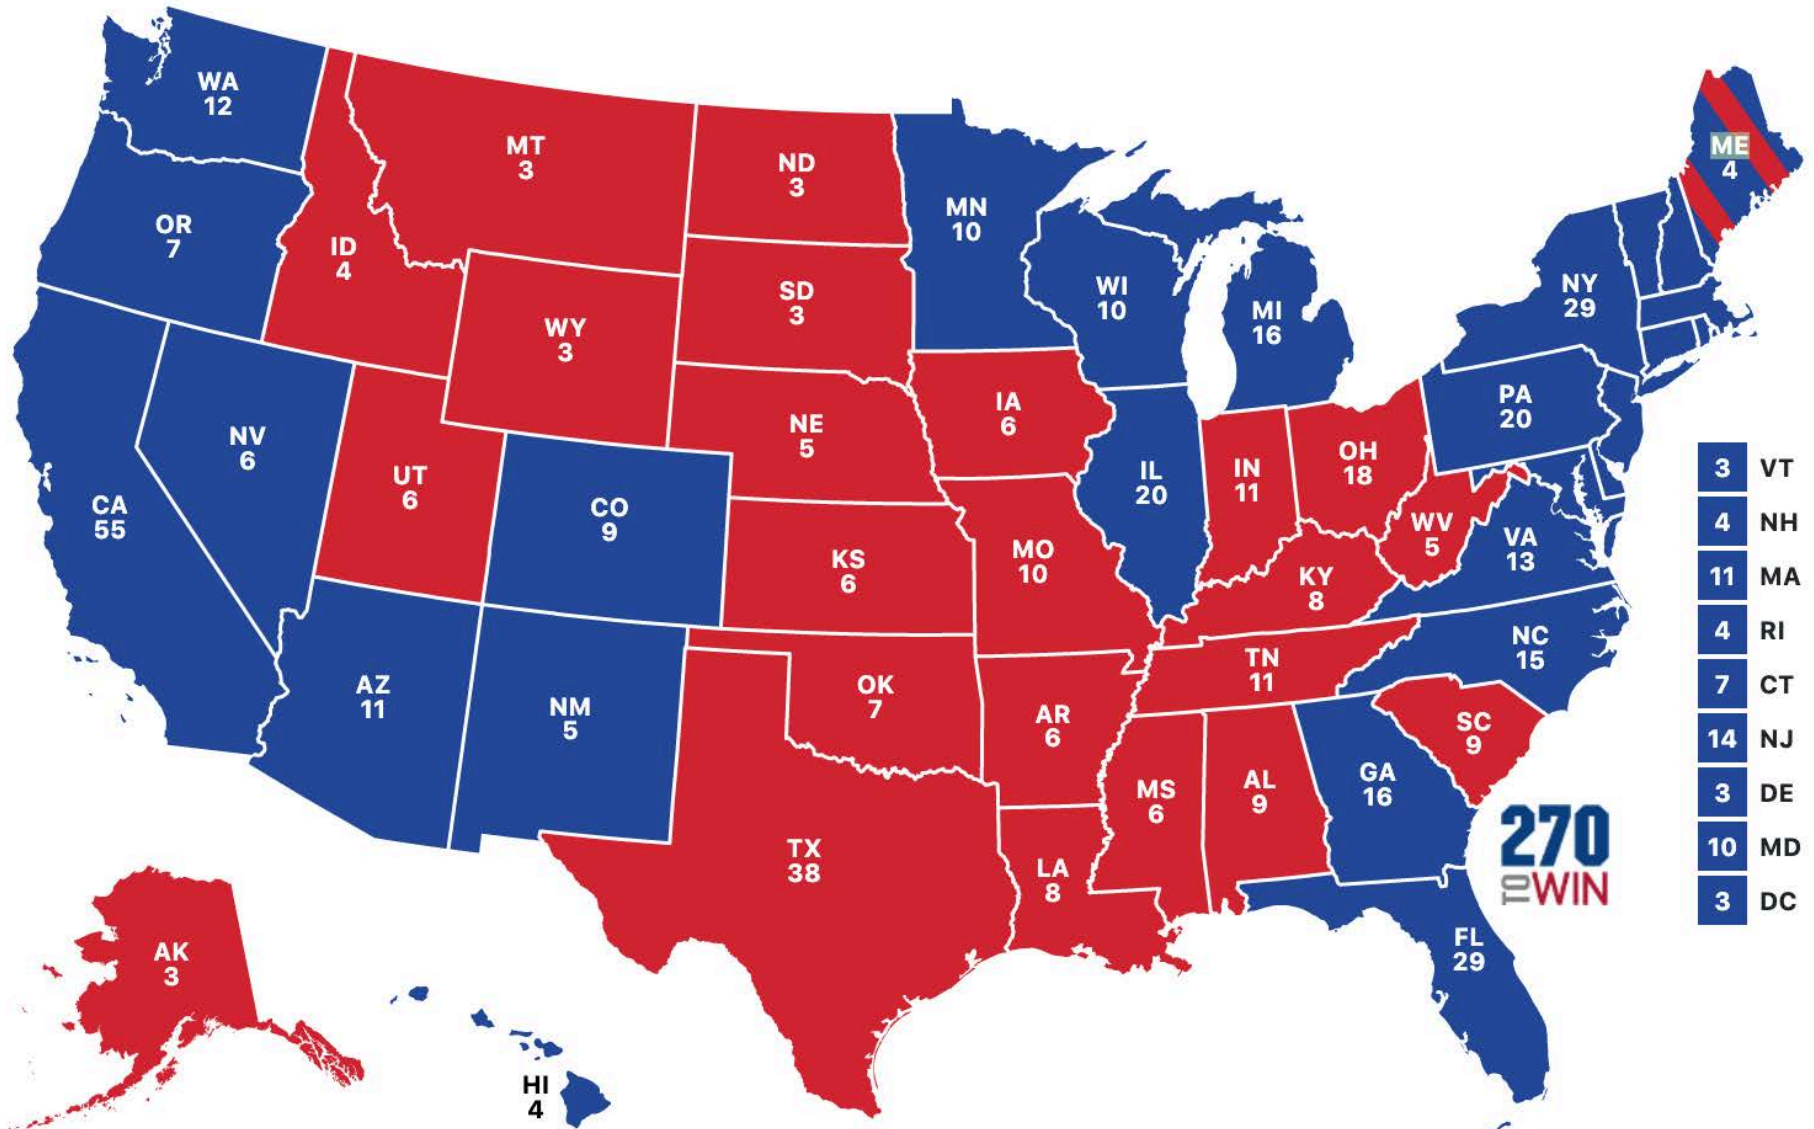 WA
12
OR
7
CA
55
NV
6
ID
4
MT
3
WY
3
UT
6
CO
9
AZ
11
NM
5
ND
3
SD
3
NE
5
KS
6
OK
7
TX
38
MN
10
IA
6
MO
10
AR
6
LA
8
WI
10
IL
20
MI
16
IN
11
OH
18
KY
8
TN
11
MS
6
AL
9
GA
16
FL
29
SC
9
NC
15
VA
13
WV
5
PA
20
NY
29
ME
4
3 VT
4 NH
11 MA
4 RI
7 CT
14 NJ
3 DE
10 MD
3 DC
270
TO WIN
AK
3
HI
4